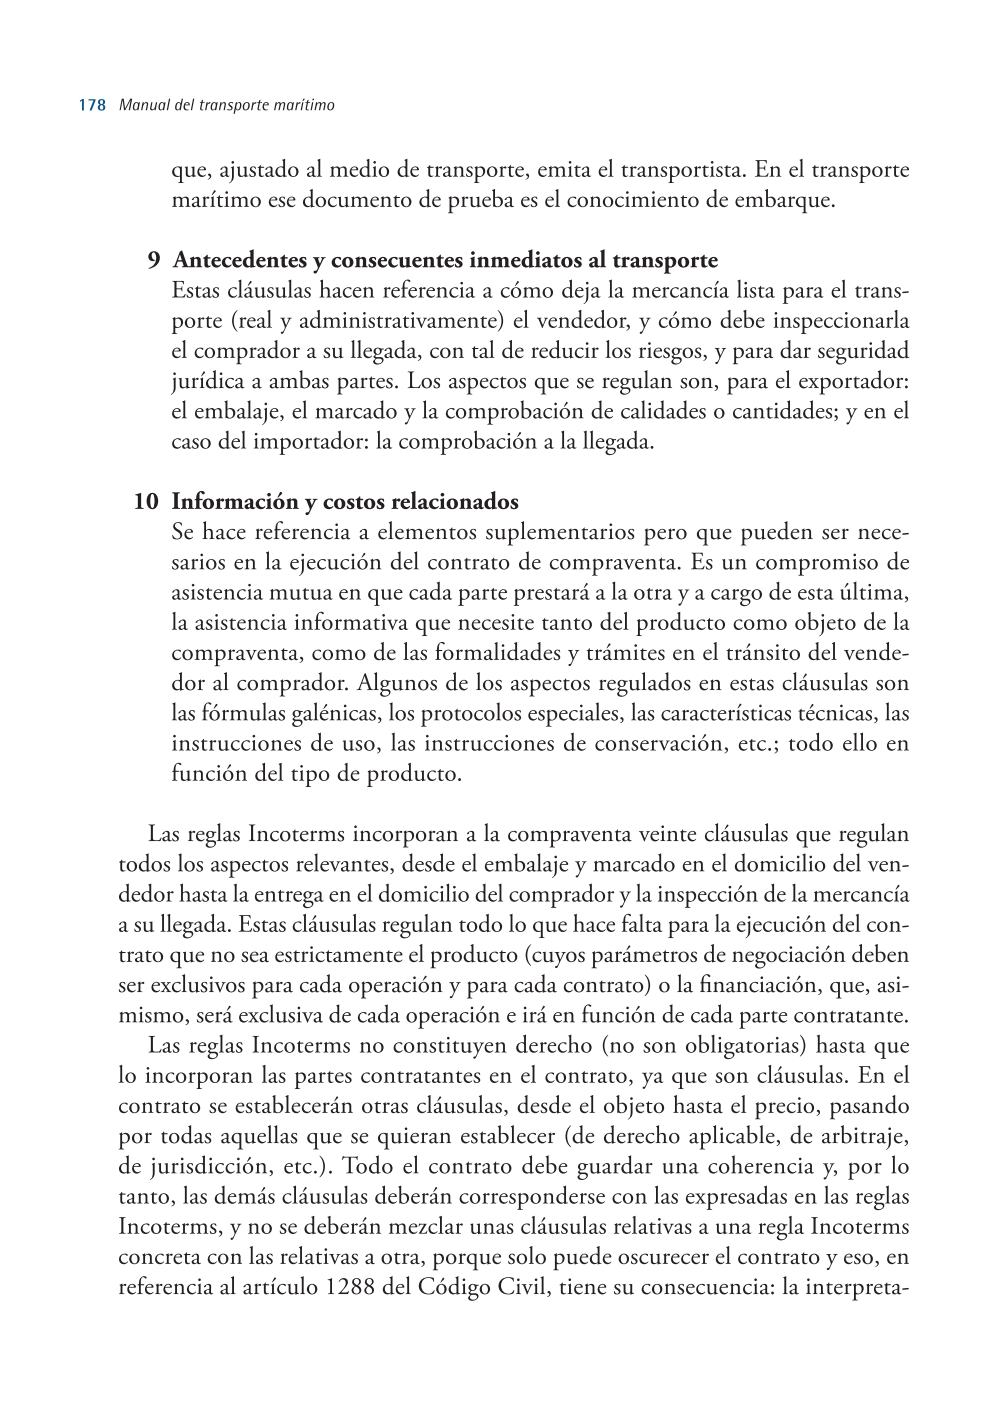 178 Manual del transporte marítimo
que, ajustado al medio de transporte, emita el transportista. En el transporte
marítimo ese documento de prueba es el conocimiento de embarque.
9 Antecedentes y consecuentes inmediatos al transporte
Estas cláusulas hacen referencia a cómo deja la mercancía lista para el trans-
porte (real y administrativamente) el vendedor, y cómo debe inspeccionarla
el comprador a su llegada, con tal de reducir los riesgos, y para dar seguridad
jurídica a ambas partes. Los aspectos que se regulan son, para el exportador:
el embalaje, el marcado y la comprobación de calidades o cantidades; y en el
caso del importador: la comprobación a la llegada.
10 Información y costos relacionados
Se hace referencia a elementos suplementarios pero que pueden ser nece-
sarios en la ejecución del contrato de compraventa. Es un compromiso de
asistencia mutua en que cada parte prestará a la otra y a cargo de esta última,
la asistencia informativa que necesite tanto del producto como objeto de la
compraventa, como de las formalidades y trámites en el tránsito del vende-
dor al comprador. Algunos de los aspectos regulados en estas cláusulas son
las fórmulas galénicas, los protocolos especiales, las características técnicas, las
instrucciones de uso, las instrucciones de conservación, etc.; todo ello en
función del tipo de producto.
Las reglas Incoterms incorporan a la compraventa veinte cláusulas que regulan
todos los aspectos relevantes, desde el embalaje y marcado en el domicilio del ven-
dedor hasta la entrega en el domicilio del comprador y la inspección de la mercancía
a su llegada. Estas cláusulas regulan todo lo que hace falta para la ejecución del con-
trato que no sea estrictamente el producto (cuyos parámetros de negociación deben
ser exclusivos para cada operación y para cada contrato) o la financiación, que, asi-
mismo, será exclusiva de cada operación e irá en función de cada parte contratante.
Las reglas Incoterms no constituyen derecho (no son obligatorias) hasta que
lo incorporan las partes contratantes en el contrato, ya que son cláusulas. En el
contrato se establecerán otras cláusulas, desde el objeto hasta el precio, pasando
por todas aquellas que se quieran establecer (de derecho aplicable, de arbitraje,
de jurisdicción, etc.). Todo el contrato debe guardar una coherencia y, por lo
tanto, las demás cláusulas deberán corresponderse con las expresadas en las reglas
Incoterms, y no se deberán mezclar unas cláusulas relativas a una regla Incoterms
concreta con las relativas a otra, porque solo puede oscurecer el contrato y eso, en
referencia al artículo 1288 del Código Civil, tiene su consecuencia: la interpreta-